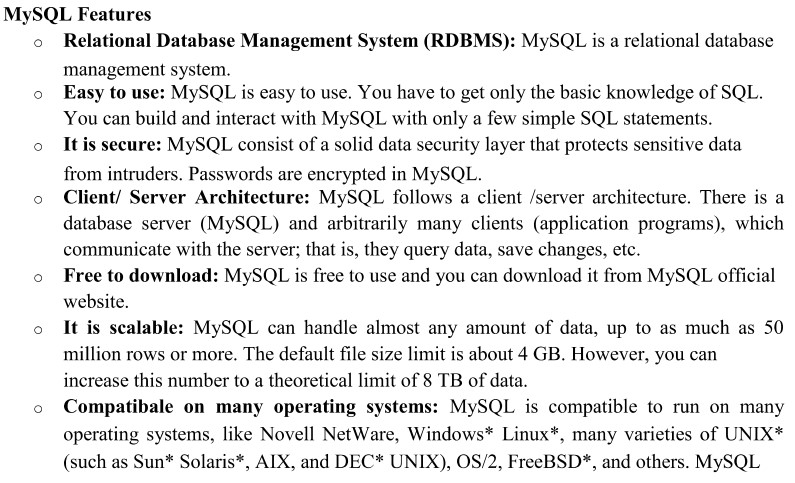 MySQL Features
o Relational Database Management System (RDBMS): MySQL is a relational database
management system.
o Easy to use: MySQL is easy to use. You have to get only the basic knowledge of SQL.
You can build and interact with MySQL with only a few simple SQL statements.
o It is secure: MySQL consist of a solid data security layer that protects sensitive data
from intruders. Passwords are encrypted in MySQL.
o Client/ Server Architecture: MySQL follows a client /server architecture. There is a
database server (MySQL) and arbitrarily many clients (application programs), which
communicate with the server; that is, they query data, save changes, etc.
o Free to download: MySQL is free to use and you can download it from MySQL official
website.
o It is scalable: MySQL can handle almost any amount of data, up to as much as 50
million rows or more. The default file size limit is about 4 GB. However, you can
increase this number to a theoretical limit of 8 TB of data.
o Compatibale on many operating systems: MySQL is compatible to run on many
operating systems, like Novell NetWare, Windows* Linux*, many varieties of UNIX*
(such as Sun* Solaris*, AIX, and DEC* UNIX), OS/2, FreeBSD*, and others. MySQL